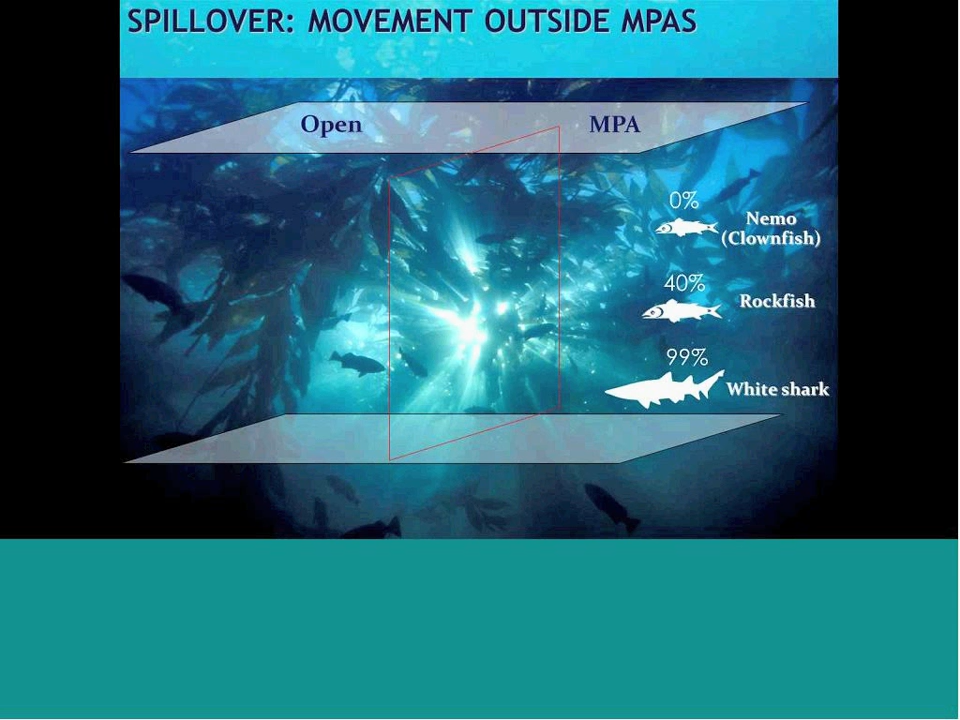 SPILLOVER: MOVEMENT OUTSIDE MPAS
Open
MPA
0%
Nemo
(Clownfish)
40%
Rockfish
99%
White shark